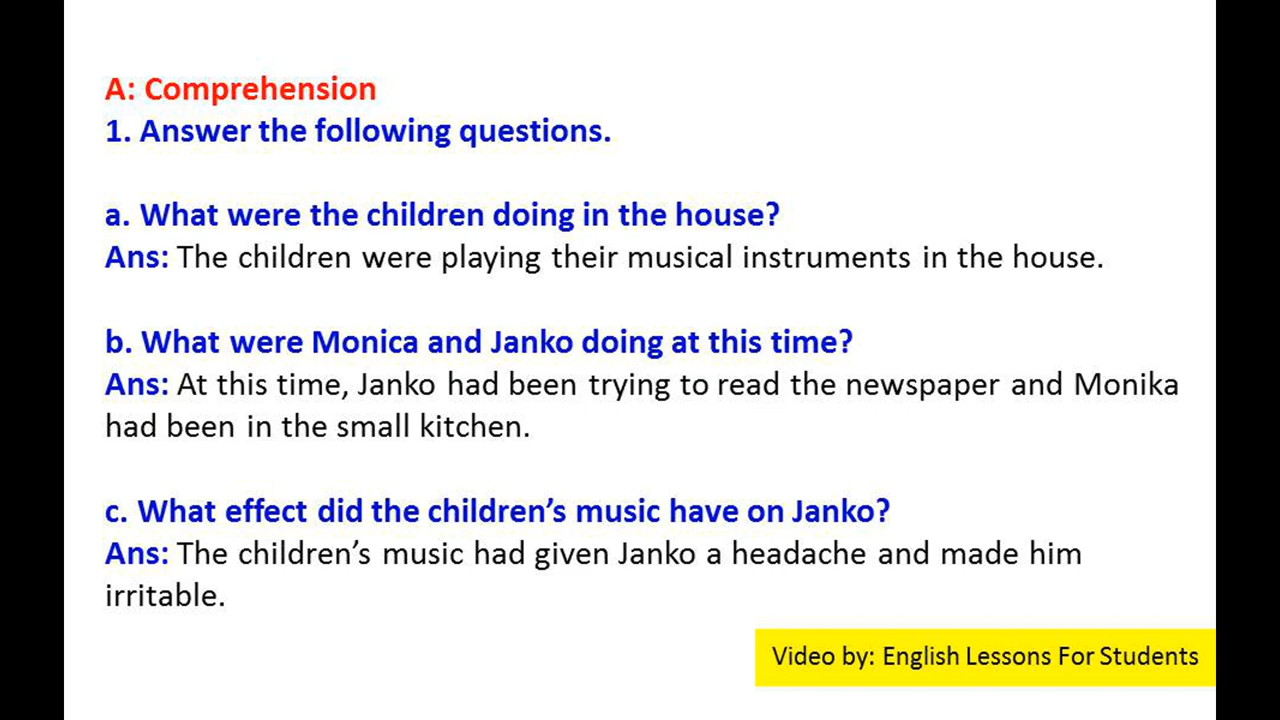 A: Comprehension
1. Answer the following questions.
a. What were the children doing in the house?
Ans: The children were playing their musical instruments in the house.
b. What were Monica and Janko doing at this time?
Ans: At this time, Janko had been trying to read the newspaper and Monika
had been in the small kitchen.
c. What effect did the children’s music have on Janko?
Ans: The children’s music had given Janko a headache and made him
irritable.
Video by: English Lessons For Students